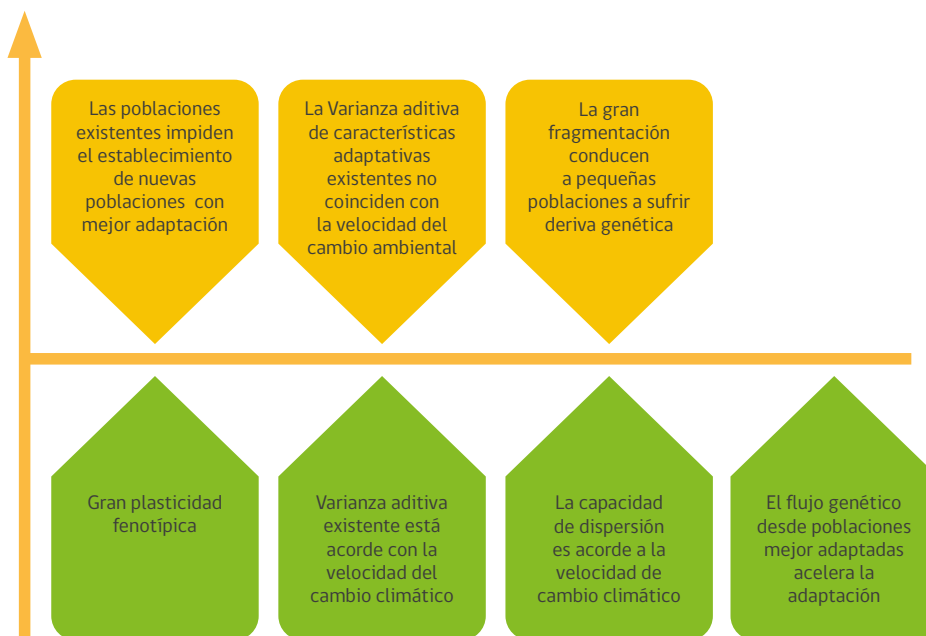 Las poblaciones
existentes impiden
el establecimiento
de nuevas
poblaciones con
mejor adaptación
La Varianza aditiva
de características
adaptativas
existentes no
coinciden con
la velocidad del
cambio ambiental
La gran
fragmentación
conducen
a pequeñas
poblaciones a sufrir
deriva genética
Gran plasticidad
fenotípica
Varianza aditiva
existente está
acorde con la
velocidad del
cambio climático
La capacidad
de dispersión
es acorde a la
velocidad de
cambio climático
El flujo genético
desde poblaciones
mejor adaptadas
acelera la
adaptación